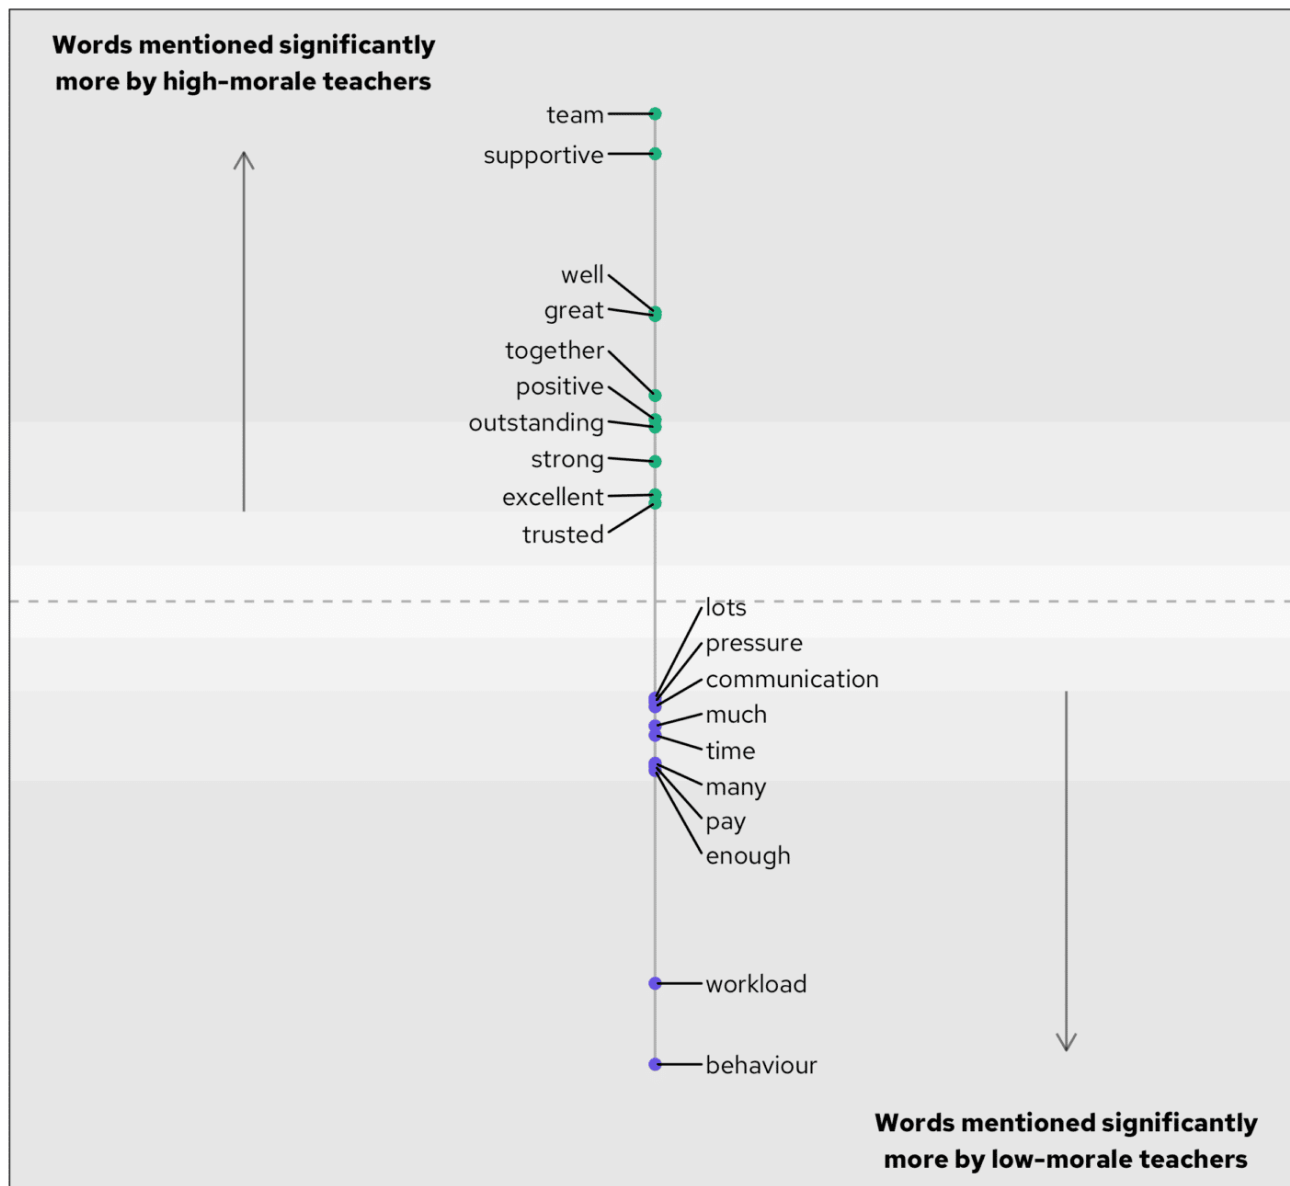 Words mentioned significantly
more by high-morale teachers
team
supportive
well
great
together
positive
outstanding
strong
excellent
trusted
lots
pressure
communication
much
time
many
pay
enough
workload
behaviour
Words mentioned significantly
more by low-morale teachers